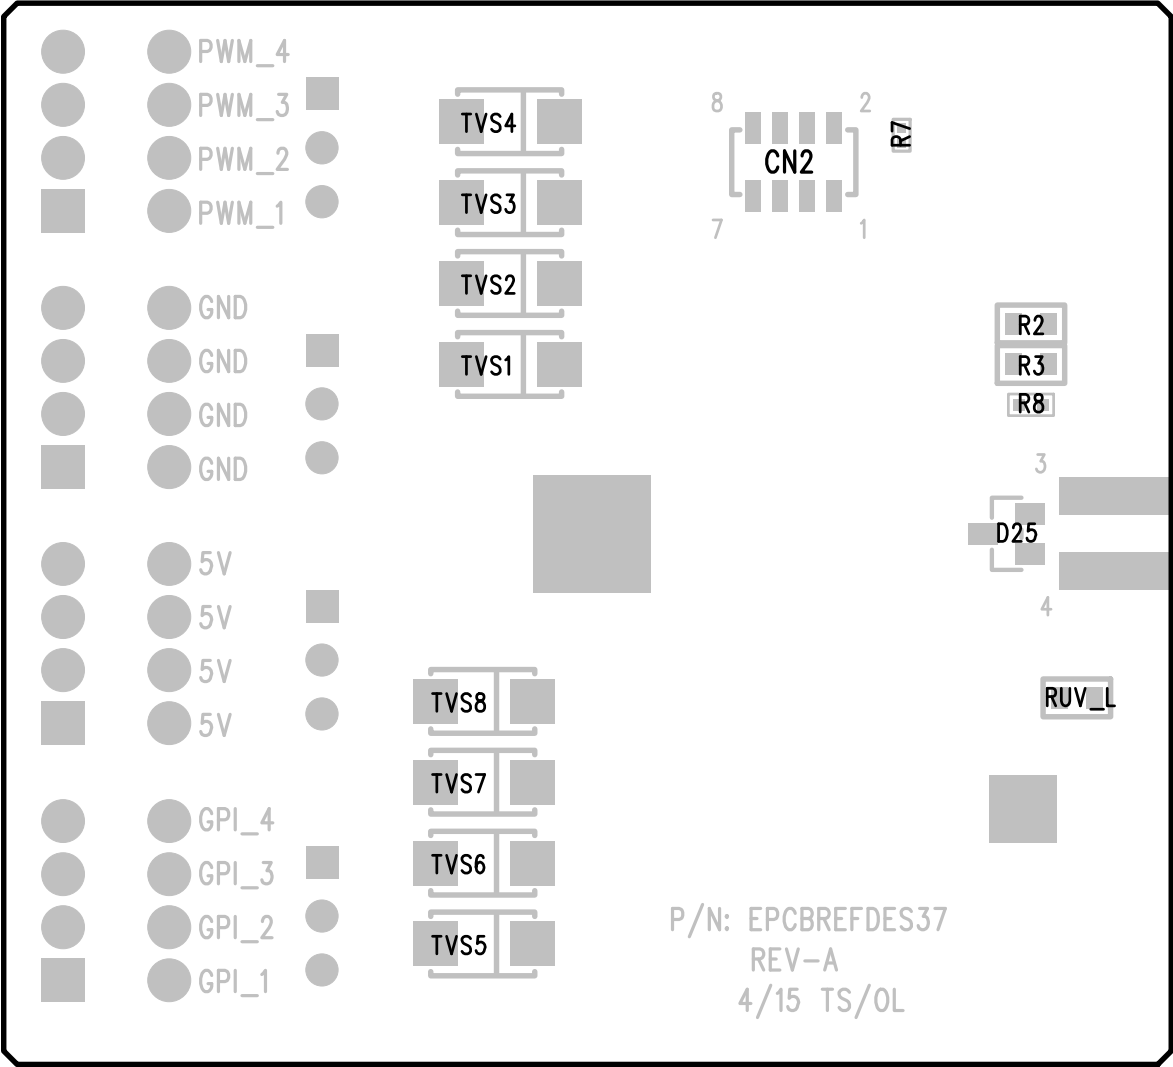 PWM_4
PWM_3
PWM_2
PWM_1
GND
GND
GND
GND
5V
5V
5V
5V
GPI_4
GPI_3
GPI_2
GPI_1
TVS4
TVS3
TVS2
TVS1
TVS8
TVS7
TVS6
TVS5
8 2
CN2
7 1
R7
R2
R3
R8
3
D25
4
RUV_L
P/N: EPCBREFDES37
REV-A
4/15 TS/OL